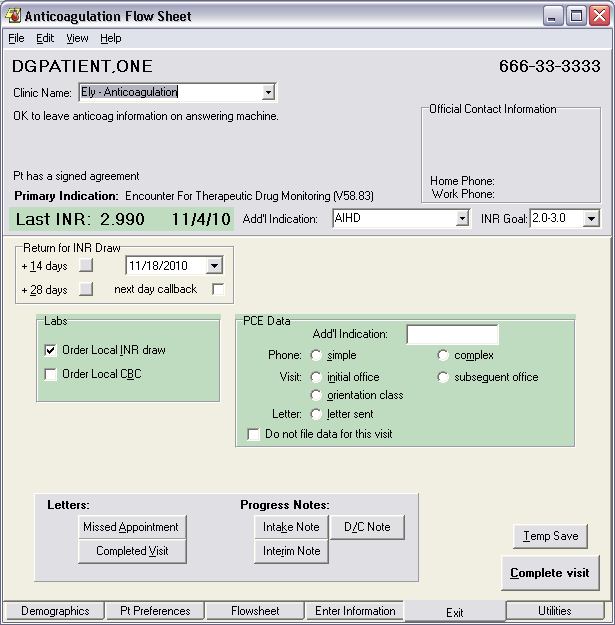 Anticoagulation Flow Sheet
File Edit View Help
DGPATIENT,ONE 666-33-3333
Clinic Name: Ely - Anticoagulation
OK to leave anticoag information on answering machine.
Official Contact Information
Pt has a signed agreement
Home Phone:
Work Phone:
Primary Indication: Encounter For Therapeutic Drug Monitoring (V58.83)
Last INR: 2.990 11/4/10 Add'l Indication: AIHD INR Goal: 2.0-3.0
Return for INR Draw
+ 14 days 11/18/2010
+ 28 days next day callback
Labs
Order Local INR draw
Order Local CBC
PCE Data
Add'l Indication:
Phone: simple complex
Visit: initial office subsequent office
orientation class
Letter: letter sent
Do not file data for this visit
Letters: Progress Notes:
Missed Appointment Intake Note D/C Note
Completed Visit Interim Note
Temp Save
Complete visit
Demographics Pt Preferences Flowsheet Enter Information Exit Utilities